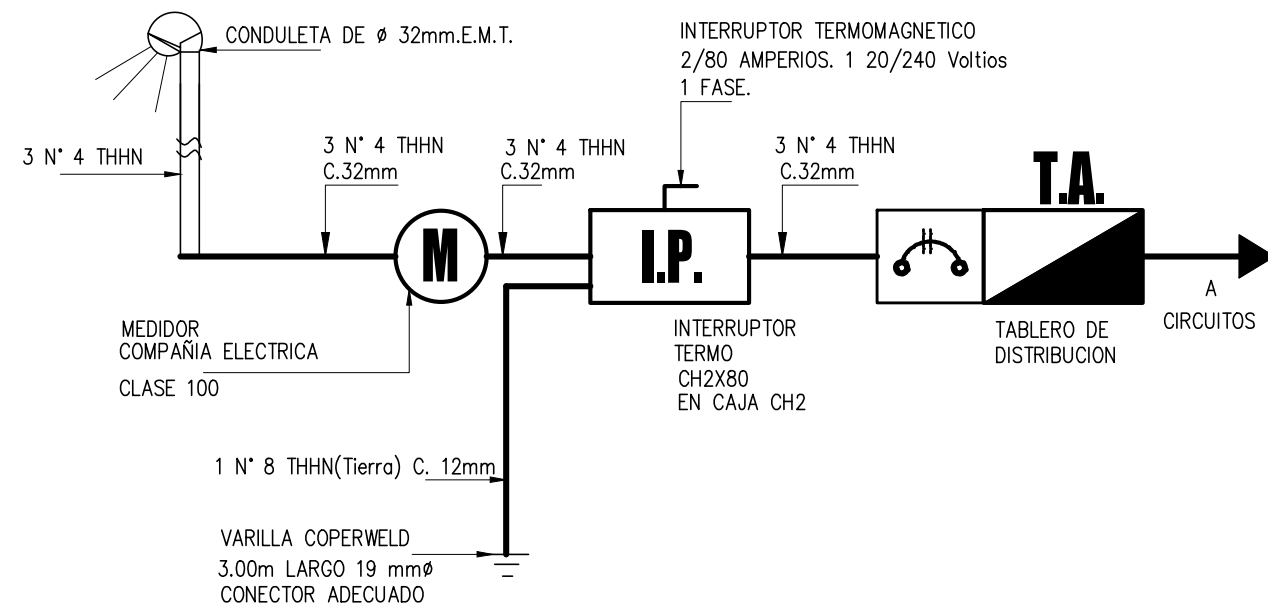 CONDULETA DE ø 32mm.E.M.T.
INTERRUPTOR TERMOMAGNETICO
2/80 AMPERIOS. 1 20/240 Voltios
1 FASE.
3 N° 4 THHN
3 N° 4 THHN
C.32mm
3 N° 4 THHN
C.32mm
3 N° 4 THHN
C.32mm
T.A.
M
I.P.
A
CIRCUITOS
MEDIDOR
COMPAÑIA ELECTRICA
CLASE 100
INTERRUPTOR
TERMO
CH2X80
EN CAJA CH2
TABLERO DE
DISTRIBUCION
1 N° 8 THHN(Tierra) C. 12mm
VARILLA COPERWELD
3.00m LARGO 19 mmø
CONECTOR ADECUADO